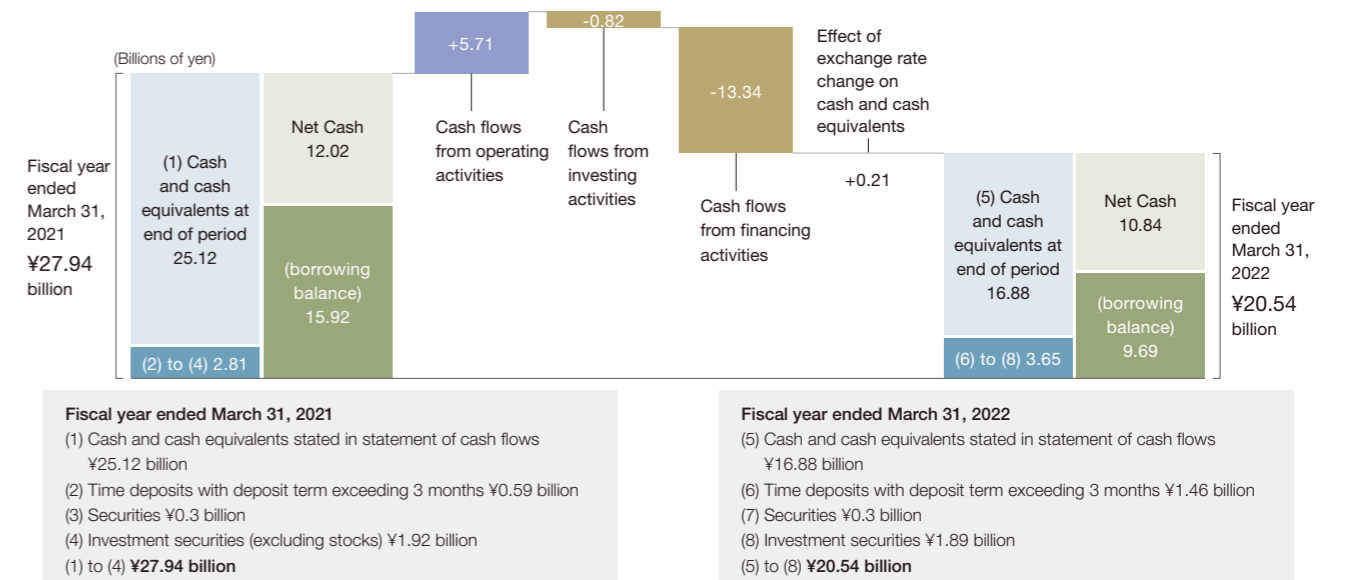 (Billions of yen)
Fiscal year
ended
March 31,
2021
¥27.94
billion
(1) Cash
and cash
equivalents at
end of period
25.12
(2) to (4) 2.81
Net Cash
12.02
(borrowing
balance)
15.92
+5.71
Cash flows
from operating
activities
-0.82
Cash
flows from
investing
activities
-13.34
Cash flows
from financing
activities
Effect of
exchange rate
change on
cash and cash
equivalents
+0.21
(5) Cash
and cash
equivalents at
end of period
16.88
(6) to (8) 3.65
Net Cash
10.84
(borrowing
balance)
9.69
Fiscal year
ended
March 31,
2022
¥20.54
billion
Fiscal year ended March 31, 2021
(1) Cash and cash equivalents stated in statement of cash flows
¥25.12 billion
(2) Time deposits with deposit term exceeding 3 months ¥0.59 billion
(3) Securities ¥0.3 billion
(4) Investment securities (excluding stocks) ¥1.92 billion
(1) to (4) ¥27.94 billion
Fiscal year ended March 31, 2022
(5) Cash and cash equivalents stated in statement of cash flows
¥16.88 billion
(6) Time deposits with deposit term exceeding 3 months ¥1.46 billion
(7) Securities ¥0.3 billion
(8) Investment securities ¥1.89 billion
(5) to (8) ¥20.54 billion